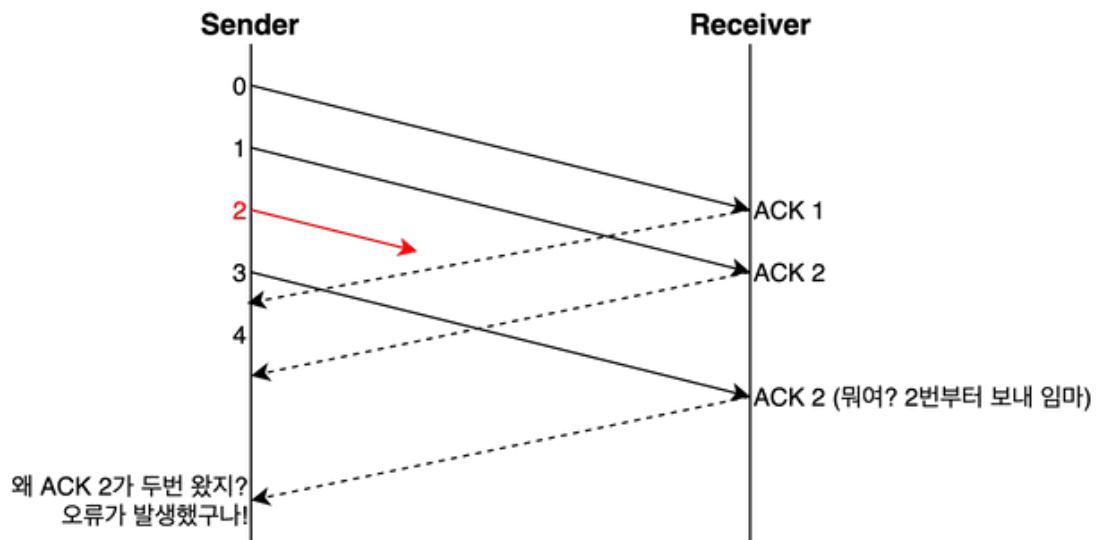 Sender
Receiver
0
1
2
ACK 1
3
ACK 2
4
ACK 2 (뭐여? 2번부터 보내 임마)
왜 ACK 2가 두번 왔지?
오류가 발생했구나!